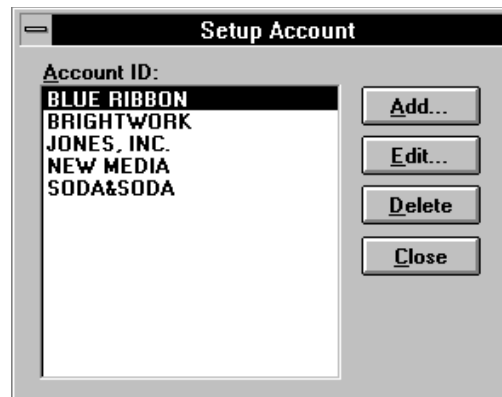 Setup Account
Account ID:
BLUE RIBBON
BRIGHTWORK
JONES, INC.
NEW MEDIA
SODA&SODA
Add...
Edit...
Delete
Close